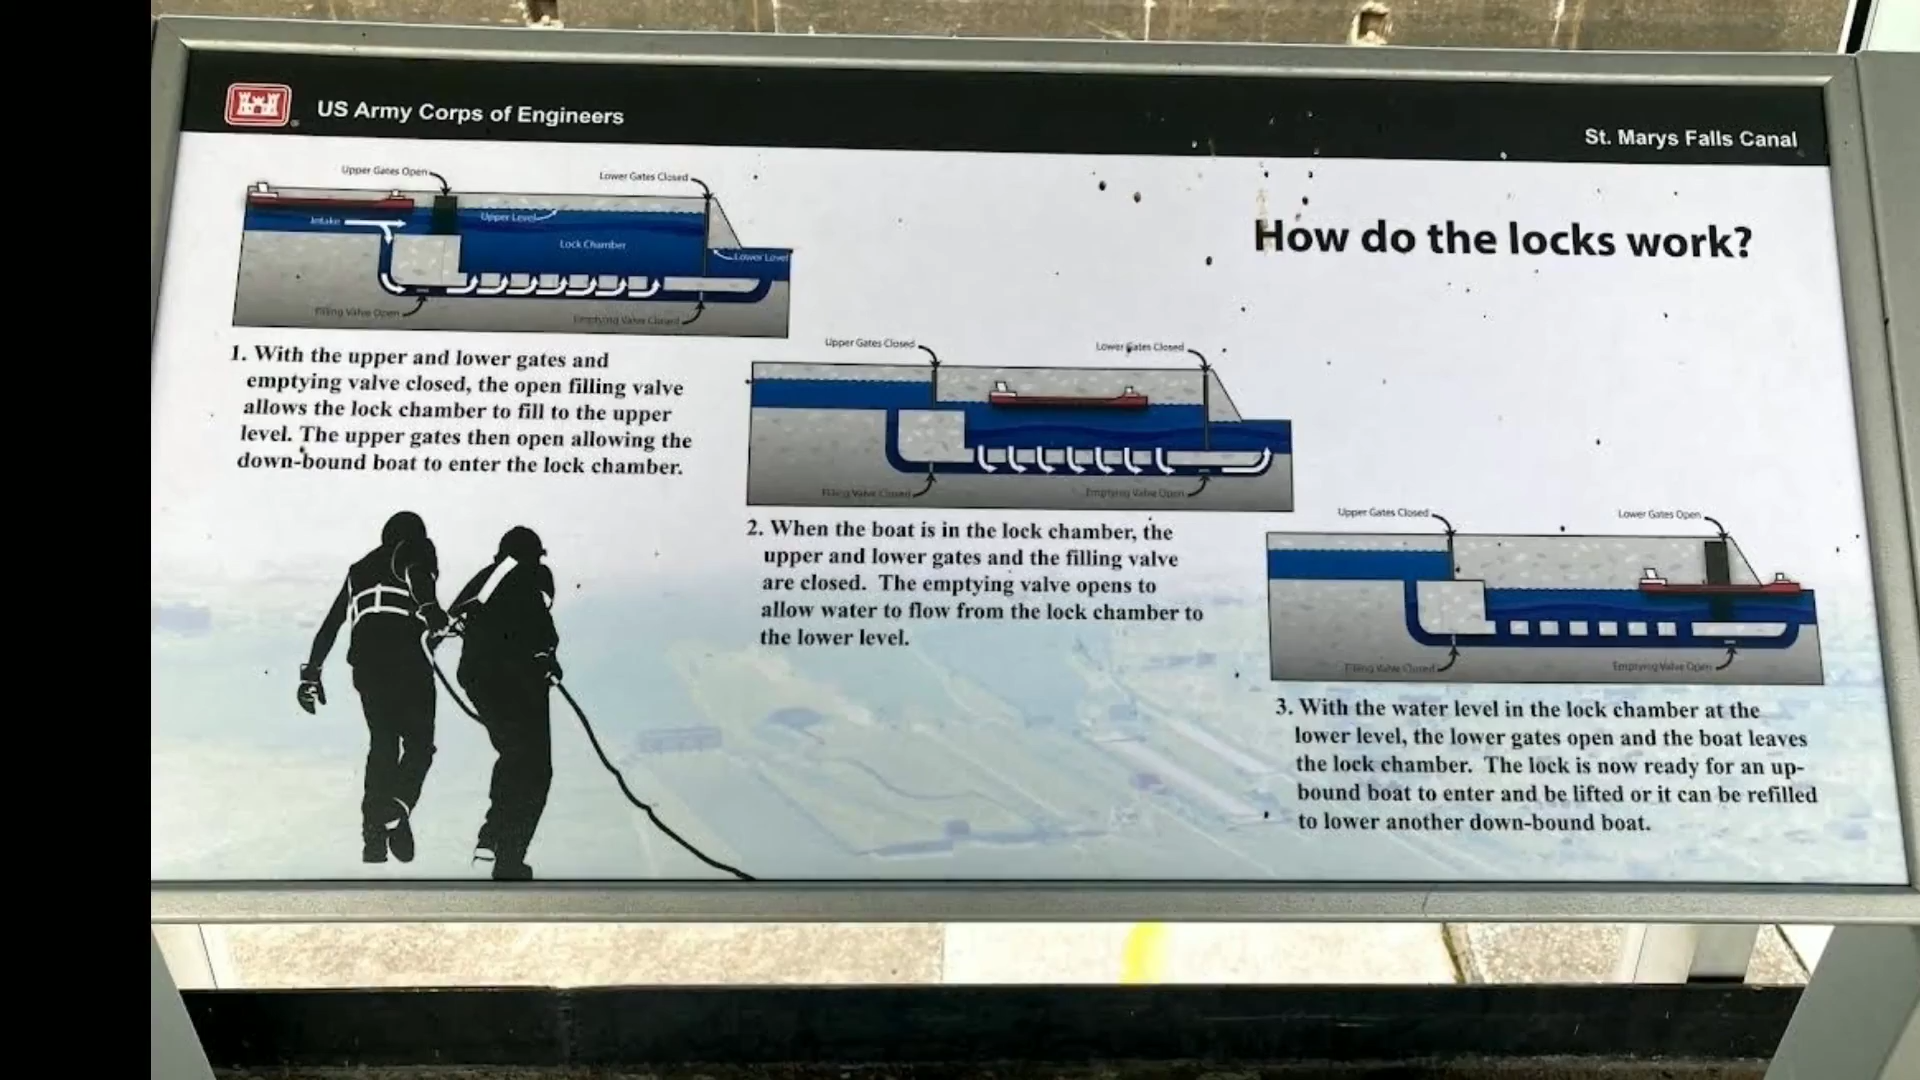 US Army Corps of Engineers
St. Marys Falls Canal
How do the locks work?
Upper Gates Open
Lower Gates Closed
Intake
Upper Level
Lock Chamber
Lower Level
Filling Valve Open
Emptying Valve Closed
1. With the upper and lower gates and
emptying valve closed, the open filling valve
allows the lock chamber to fill to the upper
level. The upper gates then open allowing the
down-bound boat to enter the lock chamber.
Upper Gates Closed
Lower Gates Closed
Filling Valve Closed
Emptying Valve Open
2. When the boat is in the lock chamber, the
upper and lower gates and the filling valve
are closed. The emptying valve opens to
allow water to flow from the lock chamber to
the lower level.
Upper Gates Closed
Lower Gates Open
Filling Valve Closed
Emptying Valve Open
3. With the water level in the lock chamber at the
lower level, the lower gates open and the boat leaves
the lock chamber. The lock is now ready for an up-
bound boat to enter and be lifted or it can be refilled
to lower another down-bound boat.